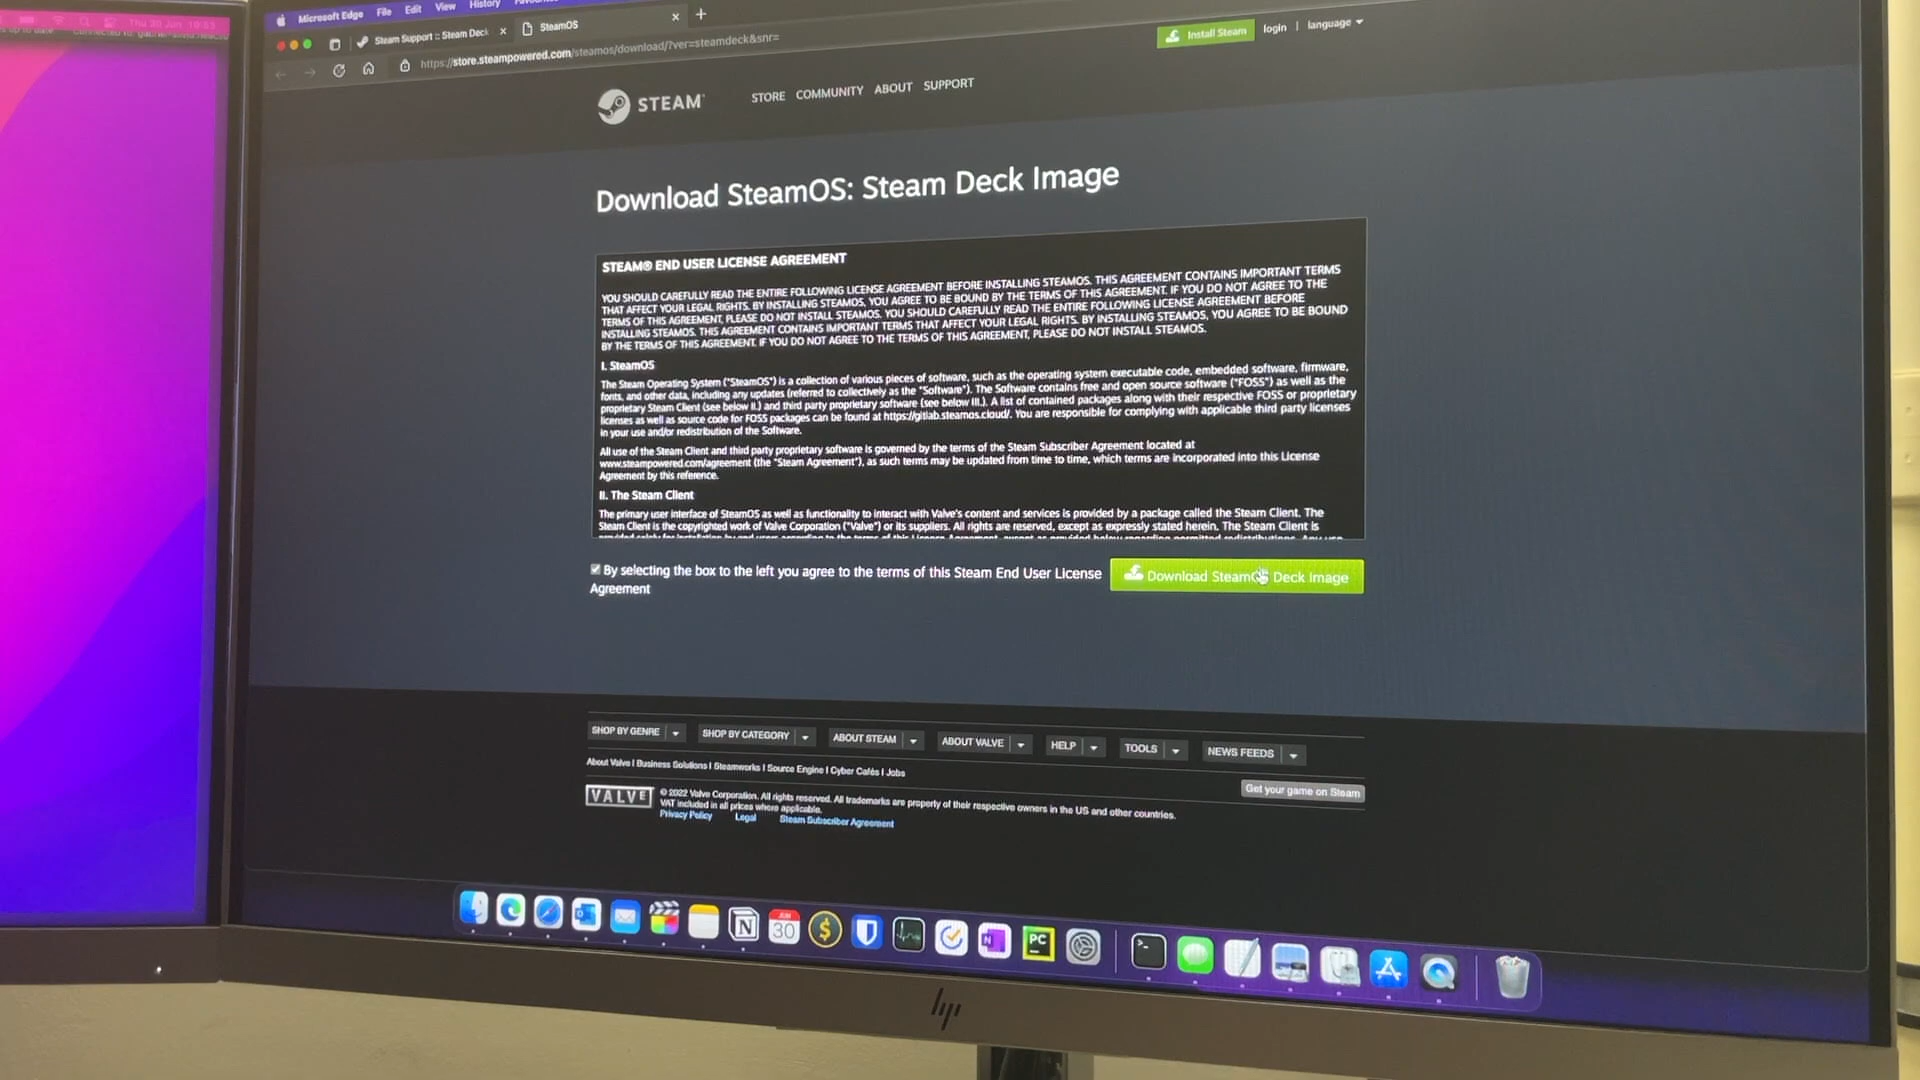 Thu 30 Jun
Microsoft Edge File Edit View History
Steam Support :: Steam Deck
SteamOS
https://store.steampowered.com/steamos/download/?ver=steamdeck&snr=
Install Steam login | language
STEAM
STORE COMMUNITY ABOUT SUPPORT
Download SteamOS: Steam Deck Image
STEAM® END USER LICENSE AGREEMENT
YOU SHOULD CAREFULLY READ THE ENTIRE FOLLOWING LICENSE AGREEMENT BEFORE INSTALLING STEAMOS. THIS AGREEMENT CONTAINS IMPORTANT TERMS
THAT AFFECT YOUR LEGAL RIGHTS. BY INSTALLING STEAMOS, YOU AGREE TO BE BOUND BY THE TERMS OF THIS AGREEMENT. IF YOU DO NOT AGREE TO THE
TERMS OF THIS AGREEMENT, PLEASE DO NOT INSTALL STEAMOS. YOU SHOULD CAREFULLY READ THE ENTIRE FOLLOWING LICENSE AGREEMENT BEFORE
INSTALLING STEAMOS. THIS AGREEMENT CONTAINS IMPORTANT TERMS THAT AFFECT YOUR LEGAL RIGHTS. BY INSTALLING STEAMOS, YOU AGREE TO BE BOUND
BY THE TERMS OF THIS AGREEMENT. IF YOU DO NOT AGREE TO THE TERMS OF THIS AGREEMENT, PLEASE DO NOT INSTALL STEAMOS.
I. SteamOS
The Steam Operating System ("SteamOS") is a collection of various pieces of software, such as the operating system executable code, embedded software, firmware,
fonts, and other data, including any updates (referred to collectively as the "Software"). The Software contains free and open source software ("FOSS") as well as the
proprietary Steam Client (see below II.) and third party proprietary software (see below III.). A list of contained packages along with their respective FOSS or proprietary
licenses as well as source code for FOSS packages can be found at https://gitlab.steamos.cloud/. You are responsible for complying with applicable third party licenses
in your use and/or redistribution of the Software.
All use of the Steam Client and third party proprietary software is governed by the terms of the Steam Subscriber Agreement located at
www.steampowered.com/agreement (the "Steam Agreement"), as such terms may be updated from time to time, which terms are incorporated into this License
Agreement by this reference.
II. The Steam Client
The primary user interface of SteamOS as well as functionality to interact with Valve's content and services is provided by a package called the Steam Client. The
Steam Client is the copyrighted work of Valve Corporation ("Valve") or its suppliers. All rights are reserved, except as expressly stated herein. The Steam Client is
By selecting the box to the left you agree to the terms of this Steam End User License
Agreement
Download SteamOS Deck Image
SHOP BY GENRE SHOP BY CATEGORY ABOUT STEAM ABOUT VALVE HELP TOOLS NEWS FEEDS
About Valve | Business Solutions | Steamworks | Source Engine | Cyber Cafés | Jobs
Get your game on Steam
VALVE
© 2022 Valve Corporation. All rights reserved. All trademarks are property of their respective owners in the US and other countries.
VAT included in all prices where applicable.
Privacy Policy Legal Steam Subscriber Agreement
JUN
30
PC
hp